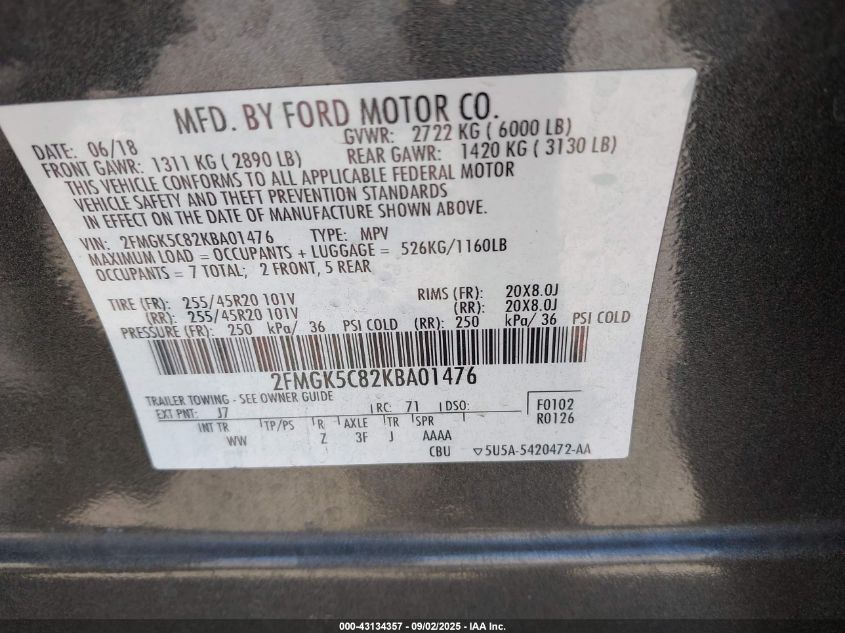 MFD. BY FORD MOTOR CO.
DATE: 06/18 GVWR: 2722 KG ( 6000 LB)
FRONT GAWR: 1311 KG ( 2890 LB) REAR GAWR: 1420 KG ( 3130 LB)
THIS VEHICLE CONFORMS TO ALL APPLICABLE FEDERAL MOTOR
VEHICLE SAFETY AND THEFT PREVENTION STANDARDS
IN EFFECT ON THE DATE OF MANUFACTURE SHOWN ABOVE.
VIN: 2FMGK5C82KBA01476 TYPE: MPV
MAXIMUM LOAD = OCCUPANTS + LUGGAGE = 526KG/1160LB
OCCUPANTS = 7 TOTAL; 2 FRONT, 5 REAR
TIRE (FR): 255/45R20 101V RIMS (FR): 20X8.0J
(RR): 255/45R20 101V (RR): 20X8.0J
PRESSURE (FR): 250 kPa/ 36 PSI COLD (RR): 250 kPa/ 36 PSI COLD
2FMGK5C82KBA01476
TRAILER TOWING - SEE OWNER GUIDE
EXT PNT: J7 RC: 71 DSO: F0102
INT TR TP/PS R AXLE TR SPR R0126
WW Z 3F J AAAA
CBU ▽5U5A-5420472-AA
000-43134357 - 09/02/2025 - IAA Inc.